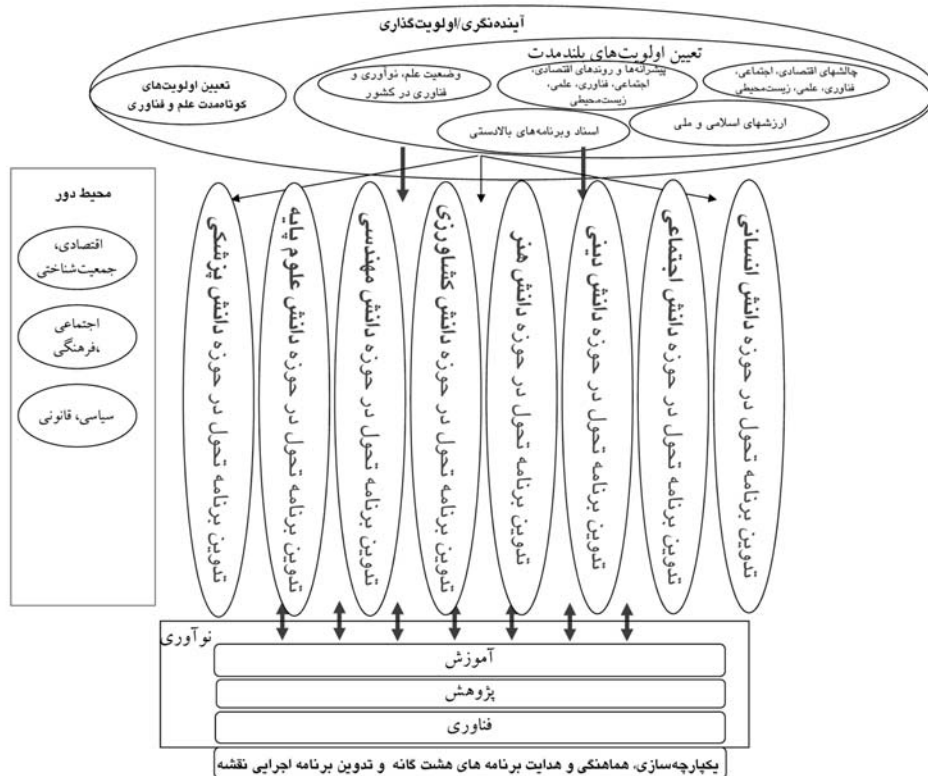 آینده‌نگری/اولویت‌گذاری
تعیین اولویت‌های بلندمدت
چالشهای اقتصادی، اجتماعی،
فناوری، علمی، زیست‌محیطی
پیشرانه‌ها و روندهای اقتصادی،
اجتماعی، فناوری، علمی،
زیست‌محیطی
وضعیت علم، نوآوری و
فناوری در کشور
ارزشهای اسلامی و ملی
اسناد وبرنامه‌های بالادستی
تعیین اولویت‌های
کوتاه‌مدت علم و فناوری
محیط دور
اقتصادی،
جمعیت‌شناختی
اجتماعی
،فرهنگی
سیاسی، قانونی
تدوین برنامه تحول در حوزه دانش انسانی
تدوین برنامه تحول در حوزه دانش اجتماعی
تدوین برنامه تحول در حوزه دانش دینی
تدوین برنامه تحول در حوزه دانش هنر
تدوین برنامه تحول در حوزه دانش کشاورزی
تدوین برنامه تحول در حوزه دانش مهندسی
تدوین برنامه تحول در حوزه دانش علوم پایه
تدوین برنامه تحول در حوزه دانش پزشکی
نوآوری
آموزش
پژوهش
فناوری
یکپارچه‌سازی، هماهنگی و هدایت برنامه های هشت گانه و تدوین برنامه اجرایی نقشه